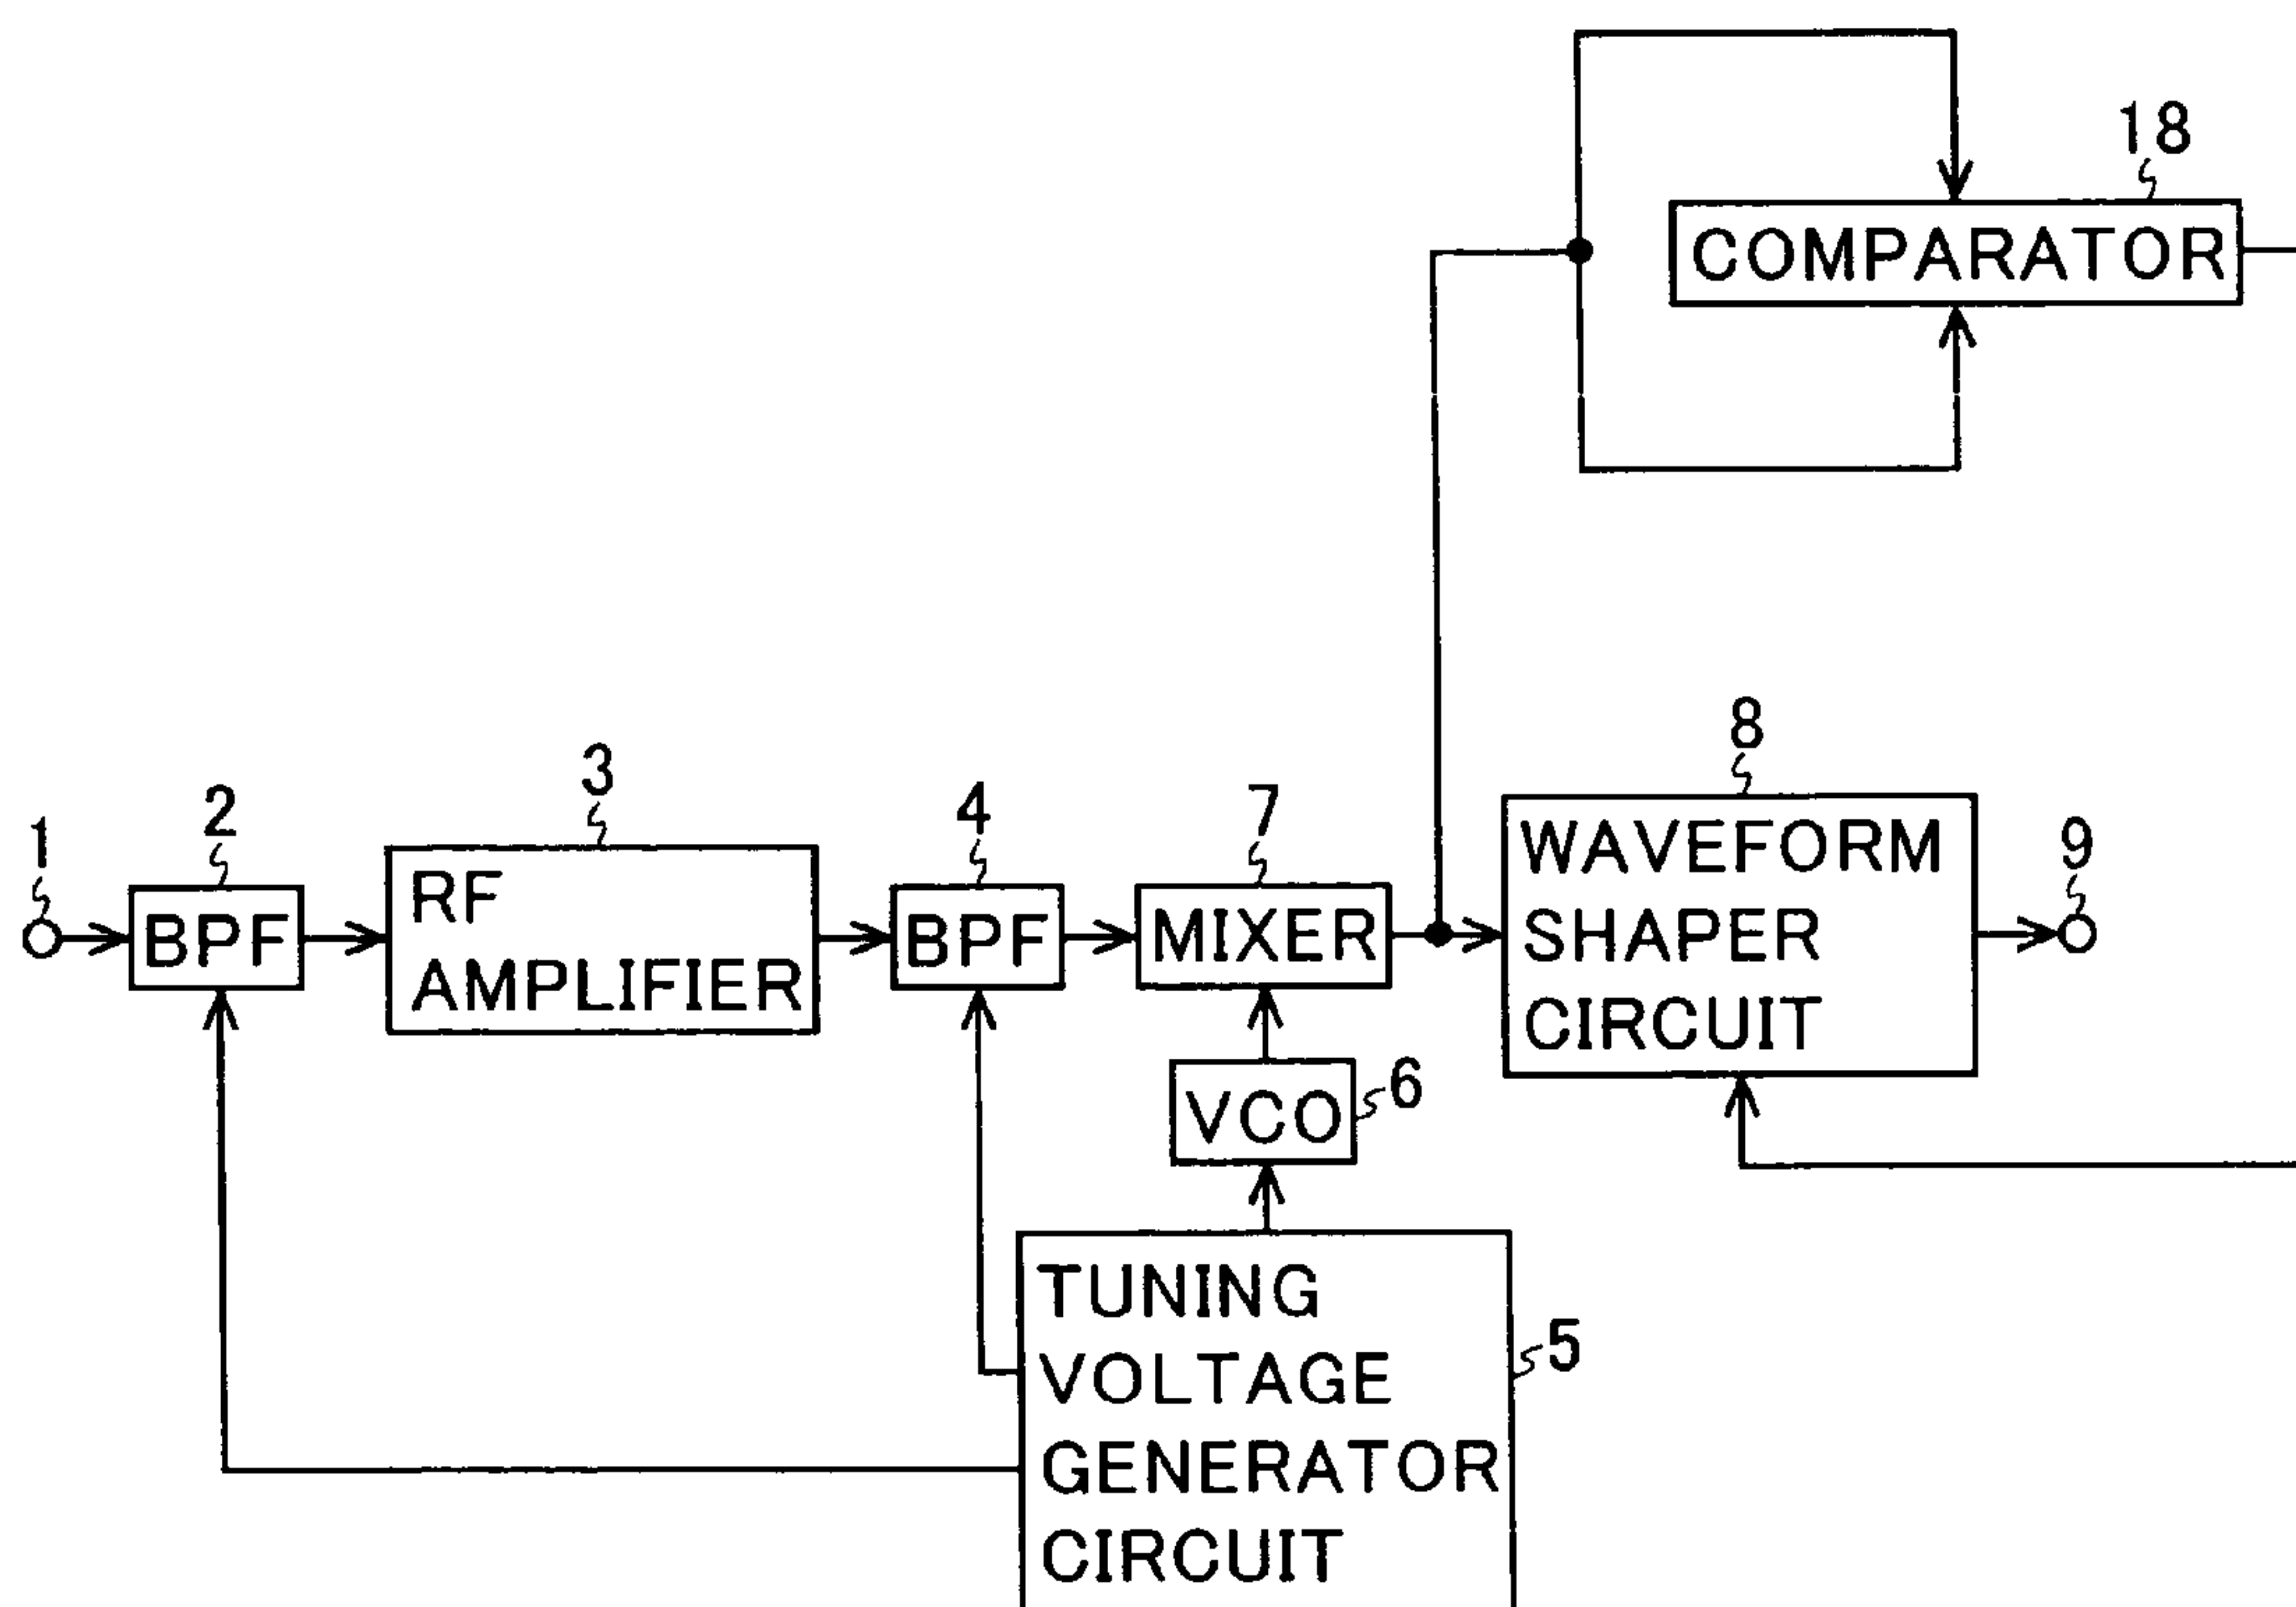 18
COMPARATOR
8
3
2
4
7
1
9
BPF
RF
AMPLIFIER
BPF
MIXER
WAVEFORM
SHAPER
CIRCUIT
VCO
6
TUNING
VOLTAGE
GENERATOR
CIRCUIT
5